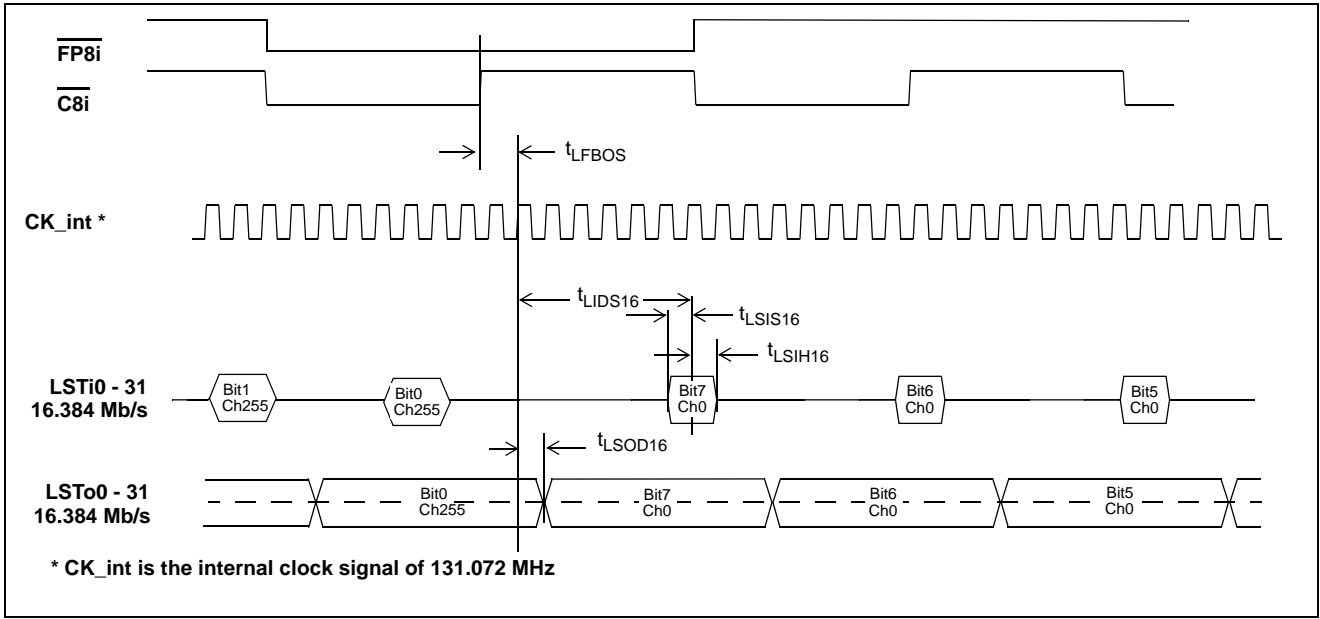 FP8i
C8i
tLFBOS
CK_int *
tLIDS16
tLSIS16
tLSIH16
LSTi0 - 31
16.384 Mb/s
Bit1
Ch255
Bit0
Ch255
Bit7
Ch0
Bit6
Ch0
Bit5
Ch0
tLSOD16
LSTo0 - 31
16.384 Mb/s
Bit0
Ch255
Bit7
Ch0
Bit6
Ch0
Bit5
Ch0
* CK_int is the internal clock signal of 131.072 MHz